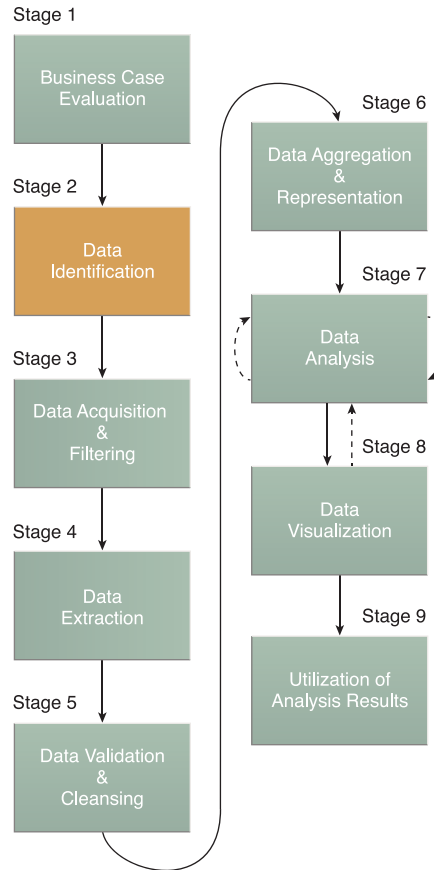 Stage 1
Business Case
Evaluation
Stage 2
Data
Identification
Stage 3
Data Acquisition
&
Filtering
Stage 4
Data
Extraction
Stage 5
Data Validation
&
Cleansing
Stage 6
Data Aggregation
&
Representation
Stage 7
Data
Analysis
Stage 8
Data
Visualization
Stage 9
Utilization of
Analysis Results